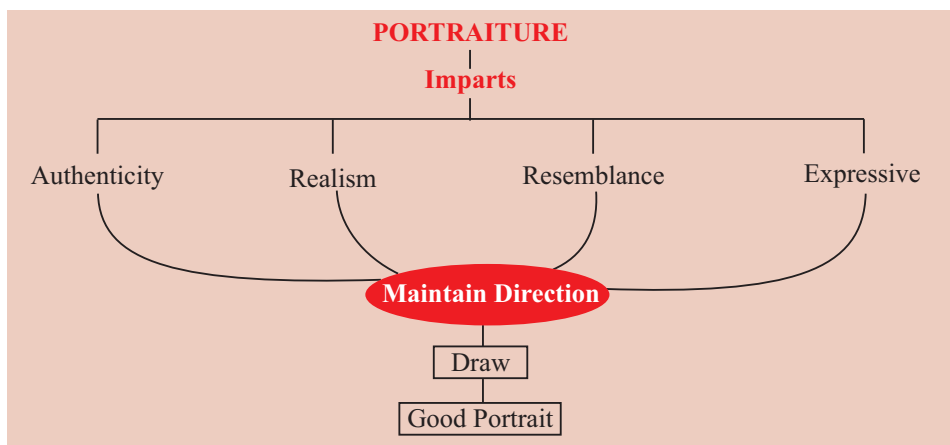 PORTRAITURE
Imparts
Authenticity
Realism
Resemblance
Expressive
Maintain Direction
Draw
Good Portrait